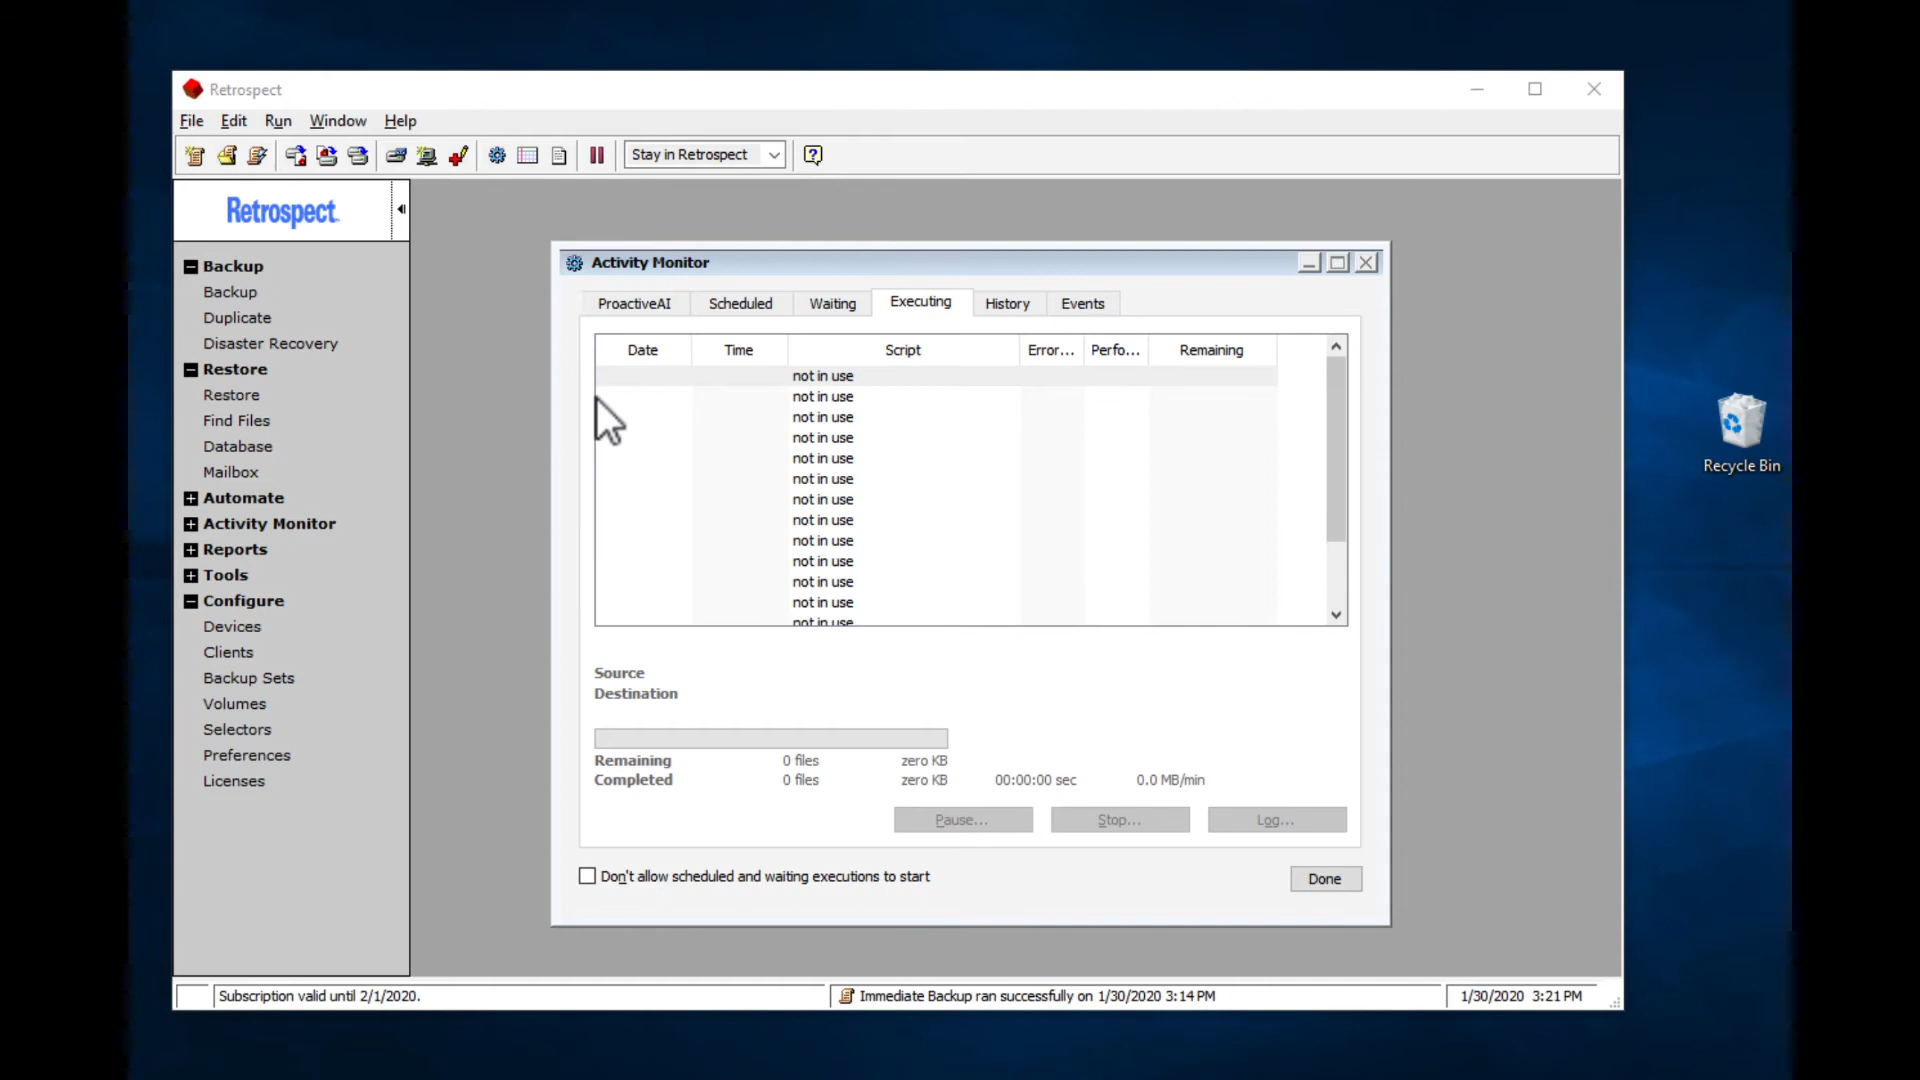 Retrospect
File Edit Run Window Help
Stay in Retrospect
Retrospect
Backup
Backup
Duplicate
Disaster Recovery
Restore
Restore
Find Files
Database
Mailbox
Automate
Activity Monitor
Reports
Tools
Configure
Devices
Clients
Backup Sets
Volumes
Selectors
Preferences
Licenses
Activity Monitor
ProactiveAI Scheduled Waiting Executing History Events
Date Time Script Error... Perfo... Remaining
not in use
not in use
not in use
not in use
not in use
not in use
not in use
not in use
not in use
not in use
not in use
not in use
not in use
Source
Destination
Remaining 0 files zero KB
Completed 0 files zero KB 00:00:00 sec 0.0 MB/min
Pause... Stop... Log...
Don't allow scheduled and waiting executions to start
Done
Recycle Bin
Subscription valid until 2/1/2020. Immediate Backup ran successfully on 1/30/2020 3:14 PM 1/30/2020 3:21 PM